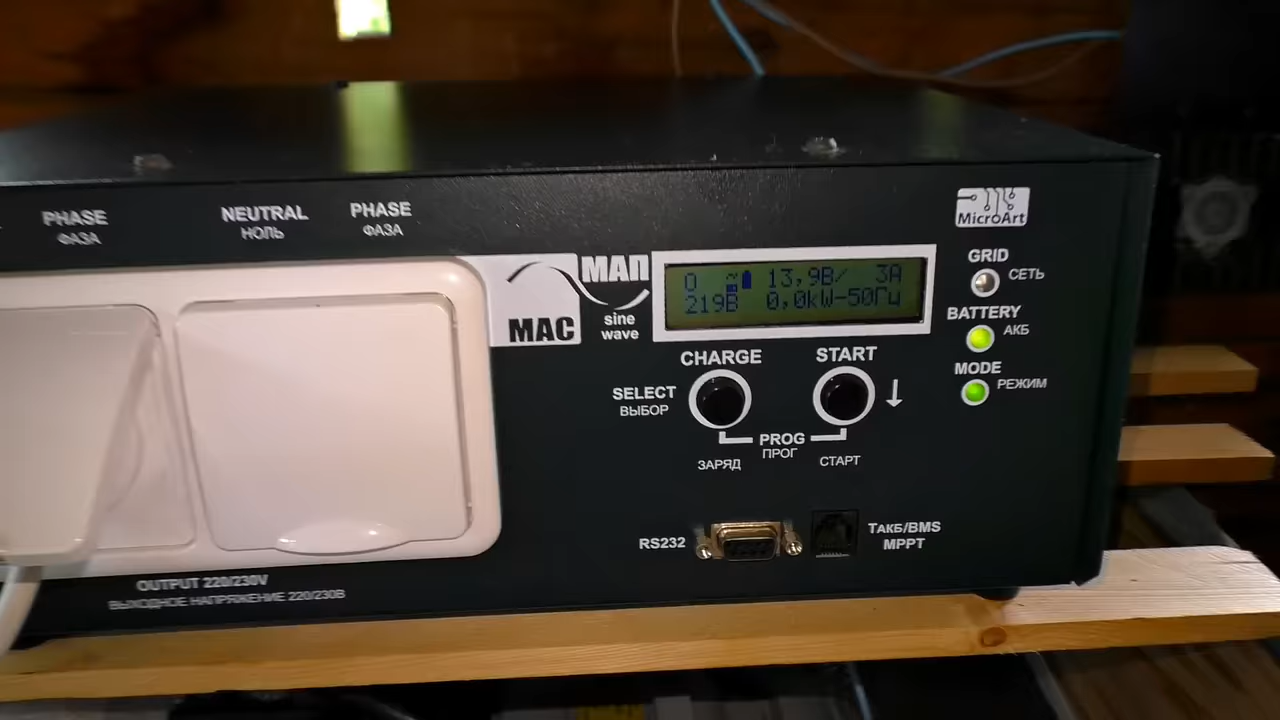 PHASE
ФАЗА
NEUTRAL
НОЛЬ
PHASE
ФАЗА
МАП
MAC
sine
wave
0 ~ 13,9В/ 3А
219В 0,0kW-50Гц
MicroArt
GRID
СЕТЬ
BATTERY
АКБ
MODE
РЕЖИМ
CHARGE
START
SELECT
ВЫБОР
↓
PROG
ПРОГ
ЗАРЯД
СТАРТ
RS232
ТАКБ/BMS
MPPT
OUTPUT 220/230V
ВЫХОДНОЕ НАПРЯЖЕНИЕ 220/230В